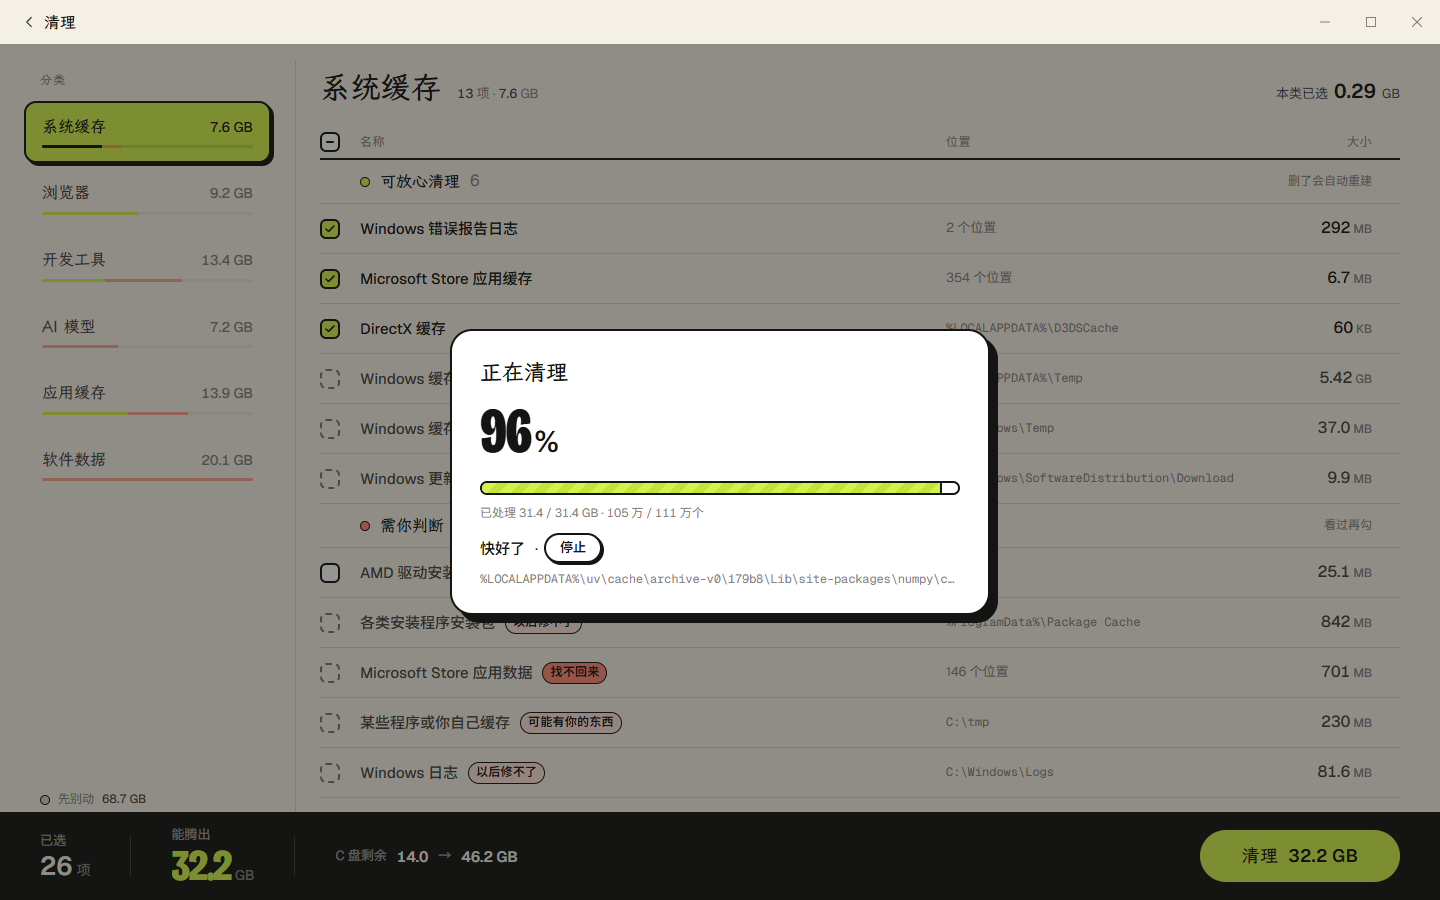 清理
分类
系统缓存 7.6 GB
浏览器 9.2 GB
开发工具 13.4 GB
AI 模型 7.2 GB
应用缓存 13.9 GB
软件数据 20.1 GB
先别动 68.7 GB
系统缓存 13 项 · 7.6 GB 本类已选 0.29 GB
名称 位置 大小
可放心清理 6 删了会自动重建
Windows 错误报告日志 2 个位置 292 MB
Microsoft Store 应用缓存 354 个位置 6.7 MB
DirectX 缓存 %LOCALAPPDATA%\D3DSCache 60 KB
Windows 缓存 PPDATA%\Temp 5.42 GB
Windows 缓存 ows\Temp 37.0 MB
Windows 更新 ows\SoftwareDistribution\Download 9.9 MB
需你判断 看过再勾
AMD 驱动安装 25.1 MB
各类安装程序安装包 以后修不了 %ProgramData%\Package Cache 842 MB
Microsoft Store 应用数据 找不回来 146 个位置 701 MB
某些程序或你自己缓存 可能有你的东西 C:\tmp 230 MB
Windows 日志 以后修不了 C:\Windows\Logs 81.6 MB
正在清理
96%
已处理 31.4 / 31.4 GB · 105 万 / 111 万个
快好了 · 停止
%LOCALAPPDATA%\uv\cache\archive-v0\179b8\Lib\site-packages\numpy\c…
已选
26 项
能腾出
32.2 GB
C 盘剩余 14.0 → 46.2 GB
清理 32.2 GB